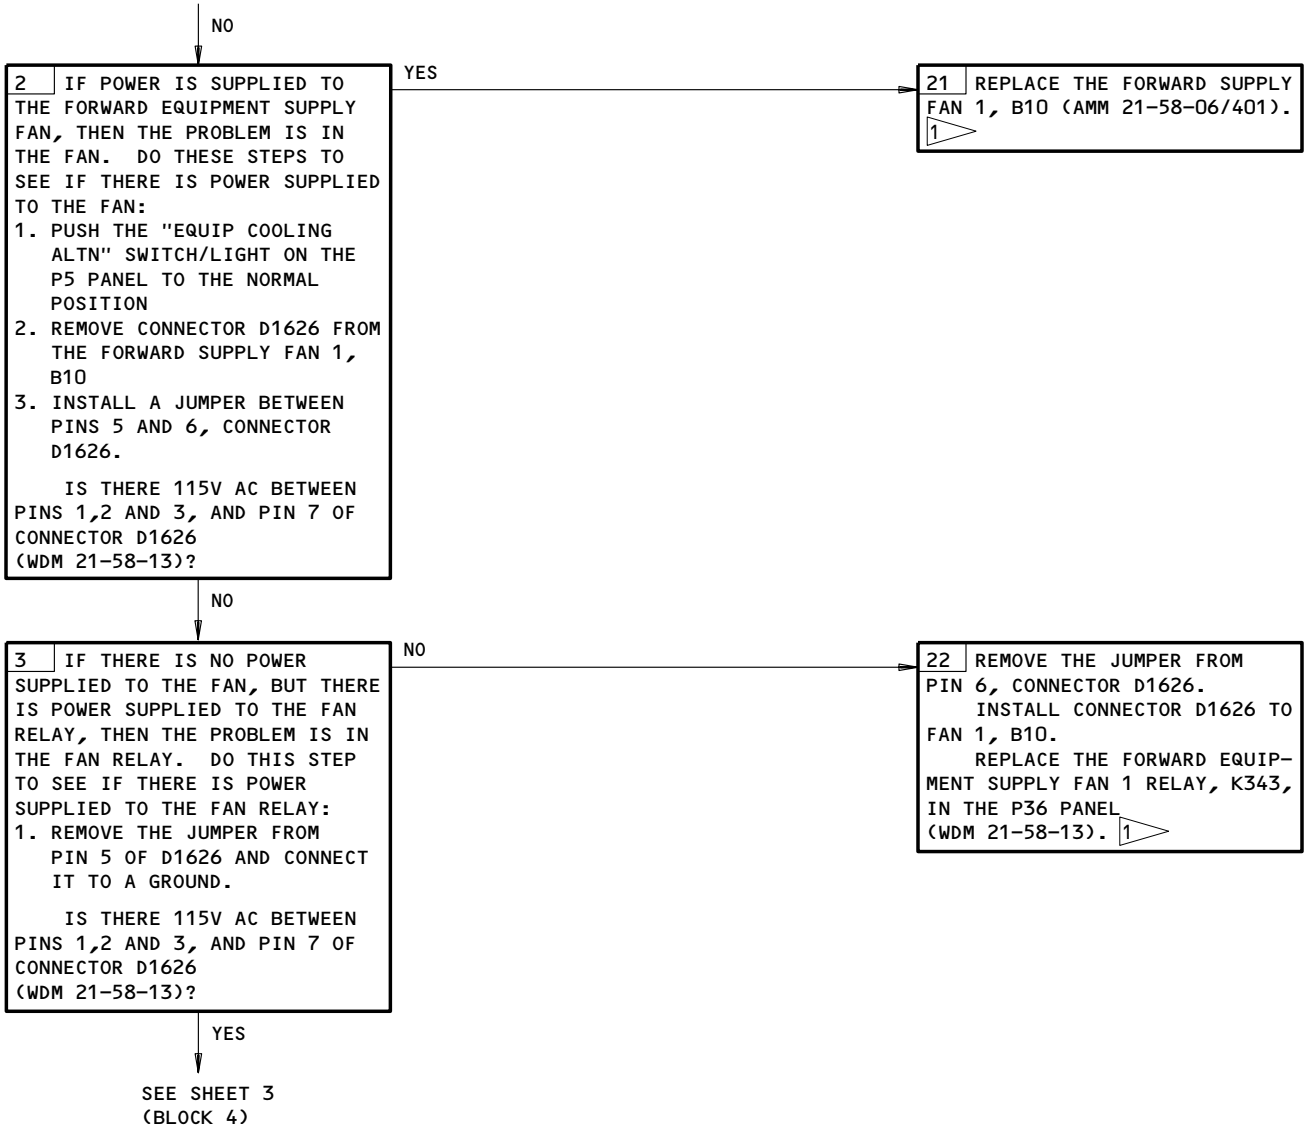 NO
2 IF POWER IS SUPPLIED TO
THE FORWARD EQUIPMENT SUPPLY
FAN, THEN THE PROBLEM IS IN
THE FAN. DO THESE STEPS TO
SEE IF THERE IS POWER SUPPLIED
TO THE FAN:
1. PUSH THE "EQUIP COOLING
ALTN" SWITCH/LIGHT ON THE
P5 PANEL TO THE NORMAL
POSITION
2. REMOVE CONNECTOR D1626 FROM
THE FORWARD SUPPLY FAN 1,
B10
3. INSTALL A JUMPER BETWEEN
PINS 5 AND 6, CONNECTOR
D1626.
IS THERE 115V AC BETWEEN
PINS 1,2 AND 3, AND PIN 7 OF
CONNECTOR D1626
(WDM 21-58-13)?
YES
21 REPLACE THE FORWARD SUPPLY
FAN 1, B10 (AMM 21-58-06/401).
1
NO
3 IF THERE IS NO POWER
SUPPLIED TO THE FAN, BUT THERE
IS POWER SUPPLIED TO THE FAN
RELAY, THEN THE PROBLEM IS IN
THE FAN RELAY. DO THIS STEP
TO SEE IF THERE IS POWER
SUPPLIED TO THE FAN RELAY:
1. REMOVE THE JUMPER FROM
PIN 5 OF D1626 AND CONNECT
IT TO A GROUND.
IS THERE 115V AC BETWEEN
PINS 1,2 AND 3, AND PIN 7 OF
CONNECTOR D1626
(WDM 21-58-13)?
NO
22 REMOVE THE JUMPER FROM
PIN 6, CONNECTOR D1626.
INSTALL CONNECTOR D1626 TO
FAN 1, B10.
REPLACE THE FORWARD EQUIP-
MENT SUPPLY FAN 1 RELAY, K343,
IN THE P36 PANEL
(WDM 21-58-13). 1
YES
SEE SHEET 3
(BLOCK 4)